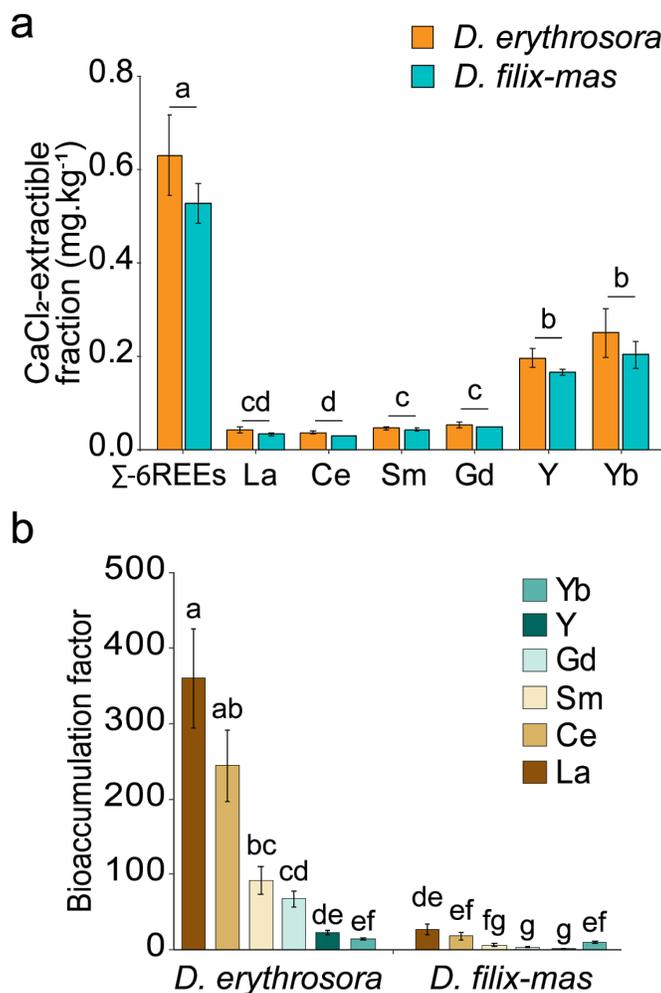 a
D. erythrosora
D. filix-mas
CaCl₂-extractible
fraction (mg.kg⁻¹)
0.8
0.6
0.4
0.2
0.0
a
cd
d
c
c
b
b
∑-6REEs La Ce Sm Gd Y Yb
b
Bioaccumulation factor
500
400
300
200
100
0
a
ab
bc
cd
de
ef
de
ef
fg
g
g
ef
Yb
Y
Gd
Sm
Ce
La
D. erythrosora D. filix-mas